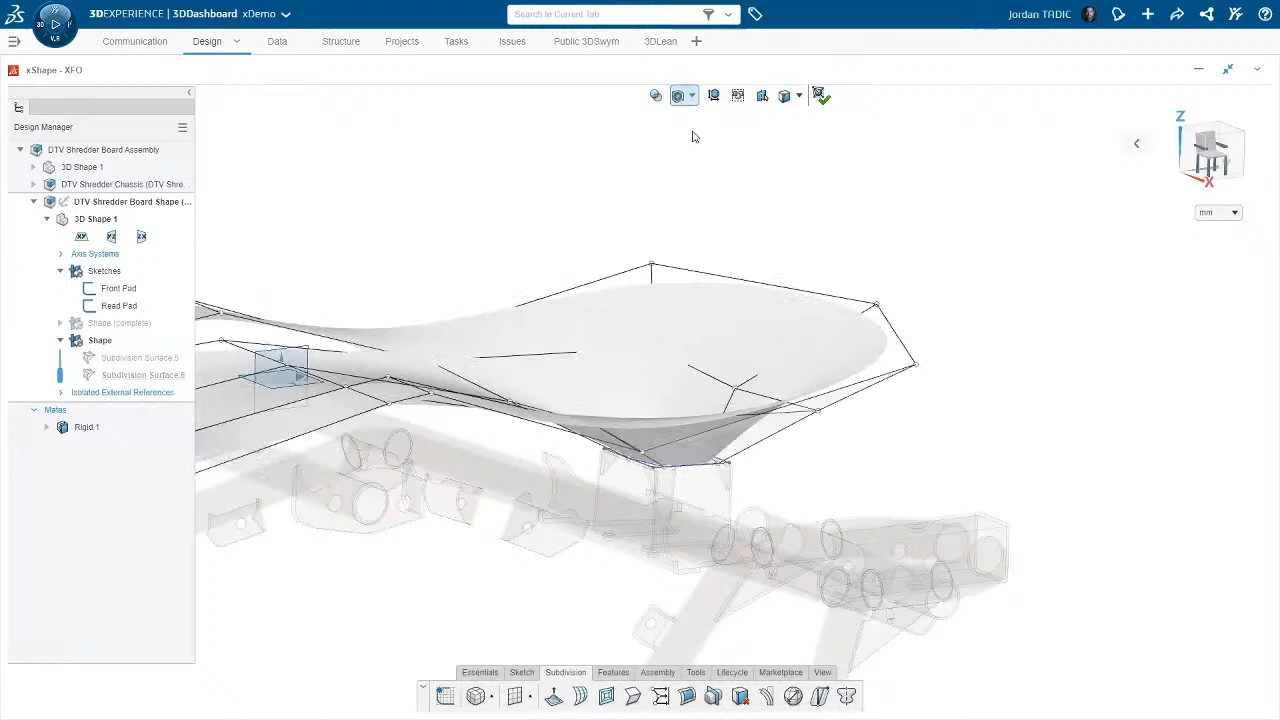 3DEXPERIENCE | 3DDashboard xDemo
Search In Current Tab
Jordan TADIC
V.R
Communication
Design
Data
Structure
Projects
Tasks
Issues
Public 3DSwym
3DLean
xShape - XFO
Design Manager
DTV Shredder Board Assembly
3D Shape 1
DTV Shredder Chassis (DTV Shre...
DTV Shredder Board Shape (...
3D Shape 1
XY
YZ
ZX
Axis Systems
Sketches
Front Pad
Read Pad
Shape (complete)
Shape
Subdivision Surface.5
Subdivision Surface.6
Isolated External References
Mates
Rigid.1
Z
X
mm
Essentials
Sketch
Subdivision
Features
Assembly
Tools
Lifecycle
Marketplace
View